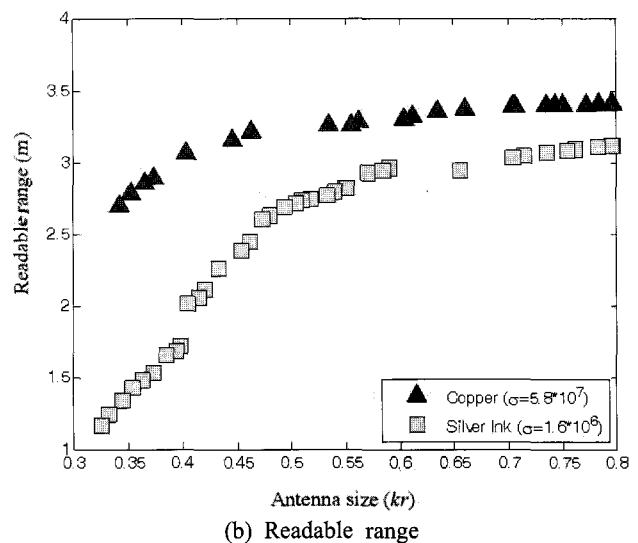 4
3.5
3
2.5
2
1.5
1
Readable range (m)
0.3 0.35 0.4 0.45 0.5 0.55 0.6 0.65 0.7 0.75 0.8
Copper (σ=5.8*10⁷)
Silver Ink (σ=1.6*10⁶)
Antenna size (kr)
(b) Readable range